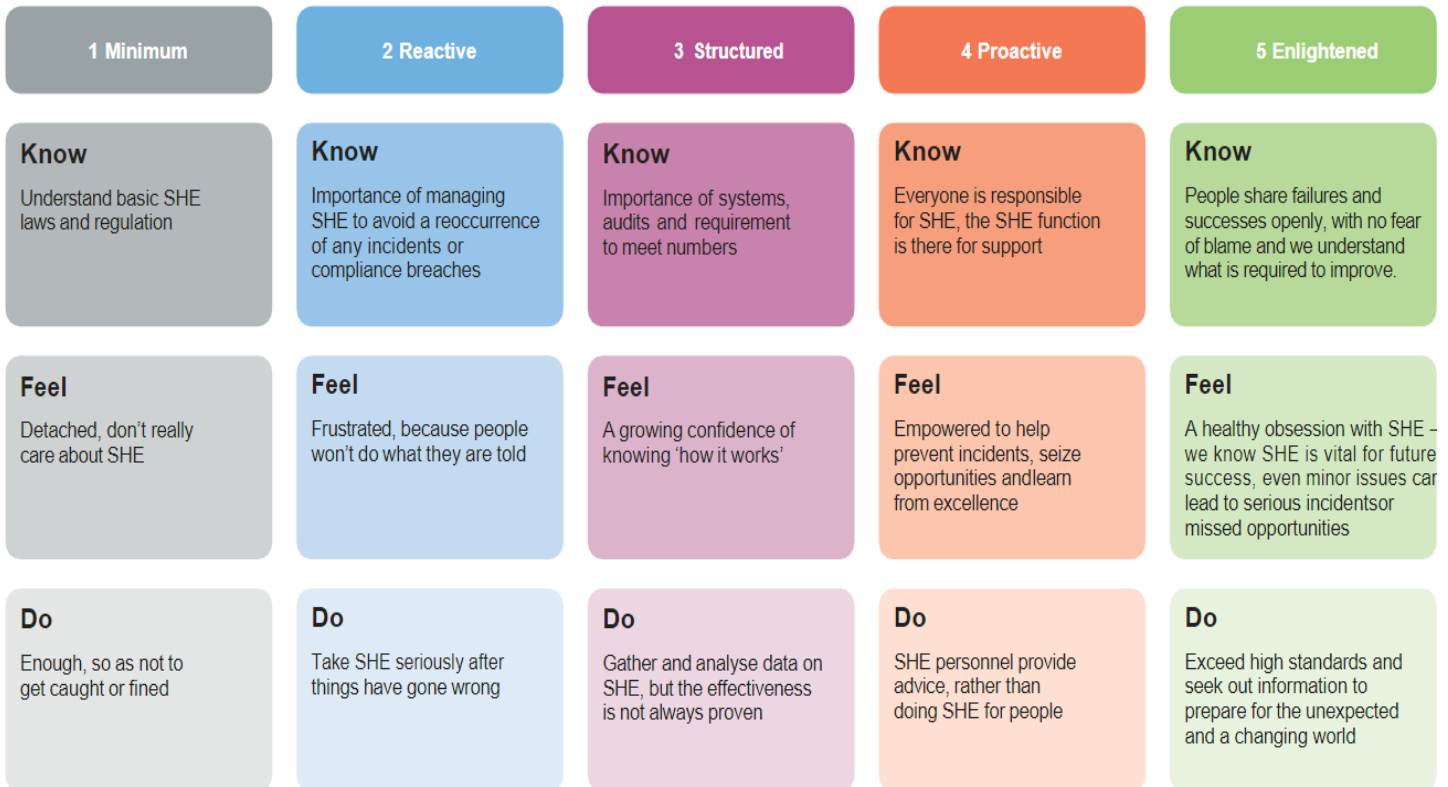 1 Minimum
2 Reactive
3 Structured
4 Proactive
5 Enlightened
Know
Understand basic SHE
laws and regulation
Know
Importance of managing
SHE to avoid a reoccurrence
of any incidents or
compliance breaches
Know
Importance of systems,
audits and requirement
to meet numbers
Know
Everyone is responsible
for SHE, the SHE function
is there for support
Know
People share failures and
successes openly, with no fear
of blame and we understand
what is required to improve.
Feel
Detached, don’t really
care about SHE
Feel
Frustrated, because people
won’t do what they are told
Feel
A growing confidence of
knowing ‘how it works’
Feel
Empowered to help
prevent incidents, seize
opportunities andlearn
from excellence
Feel
A healthy obsession with SHE –
we know SHE is vital for future
success, even minor issues can
lead to serious incidentsor
missed opportunities
Do
Enough, so as not to
get caught or fined
Do
Take SHE seriously after
things have gone wrong
Do
Gather and analyse data on
SHE, but the effectiveness
is not always proven
Do
SHE personnel provide
advice, rather than
doing SHE for people
Do
Exceed high standards and
seek out information to
prepare for the unexpected
and a changing world